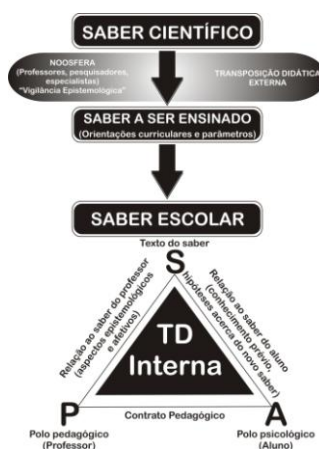 SABER CIENTÍFICO
NOOSFERA
(Professores, pesquisadores,
especialistas)
"Vigilância Epistemológica"
TRANSPOSIÇÃO DIDÁTICA
EXTERNA
SABER A SER ENSINADO
(Orientações curriculares e parâmetros)
SABER ESCOLAR
Texto do saber
S
Relação ao saber do professor
(aspectos epistemológicos
e afetivos)
Relação ao saber do aluno
(conhecimento prévio,
hipóteses acerca do novo saber)
TD
Interna
P
Contrato Pedagógico
A
Polo pedagógico
(Professor)
Polo psicológico
(Aluno)